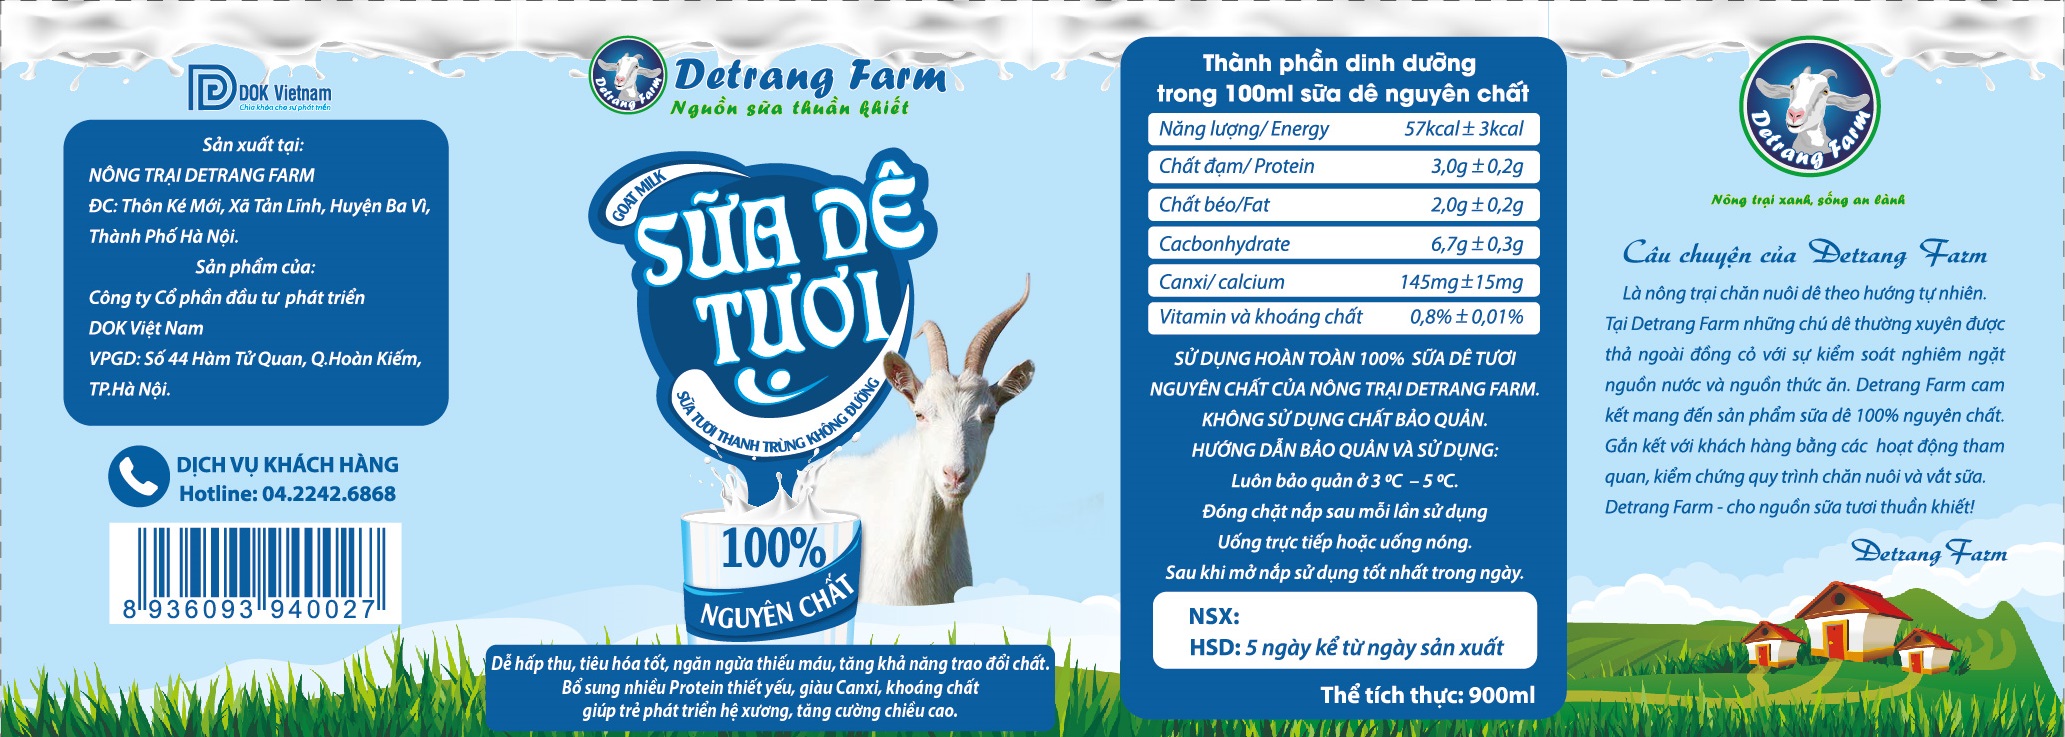 DOK Vietnam
Chìa khóa cho sự phát triển
Sản xuất tại:
NÔNG TRẠI DETRANG FARM
ĐC: Thôn Ké Mới, Xã Tản Lĩnh, Huyện Ba Vì,
Thành Phố Hà Nội.
Sản phẩm của:
Công ty Cổ phần đầu tư phát triển
DOK Việt Nam
VPGD: Số 44 Hàm Tử Quan, Q.Hoàn Kiếm,
TP.Hà Nội.
DỊCH VỤ KHÁCH HÀNG
Hotline: 04.2242.6868
8 936093 940027
Detrang Farm
Detrang Farm
Nguồn sữa thuần khiết
GOAT MILK
SỮA DÊ
TƯƠI
SỮA TƯƠI THANH TRÙNG KHÔNG ĐƯỜNG
100%
NGUYÊN CHẤT
Dễ hấp thu, tiêu hóa tốt, ngăn ngừa thiếu máu, tăng khả năng trao đổi chất.
Bổ sung nhiều Protein thiết yếu, giàu Canxi, khoáng chất
giúp trẻ phát triển hệ xương, tăng cường chiều cao.
Thành phần dinh dưỡng
trong 100ml sữa dê nguyên chất
Năng lượng/ Energy 57kcal ± 3kcal
Chất đạm/ Protein 3,0g ± 0,2g
Chất béo/Fat 2,0g ± 0,2g
Cacbonhydrate 6,7g ± 0,3g
Canxi/ calcium 145mg ± 15mg
Vitamin và khoáng chất 0,8% ± 0,01%
SỬ DỤNG HOÀN TOÀN 100% SỮA DÊ TƯƠI
NGUYÊN CHẤT CỦA NÔNG TRẠI DETRANG FARM.
KHÔNG SỬ DỤNG CHẤT BẢO QUẢN.
HƯỚNG DẪN BẢO QUẢN VÀ SỬ DỤNG:
Luôn bảo quản ở 3 ºC – 5 ºC.
Đóng chặt nắp sau mỗi lần sử dụng
Uống trực tiếp hoặc uống nóng.
Sau khi mở nắp sử dụng tốt nhất trong ngày.
NSX:
HSD: 5 ngày kể từ ngày sản xuất
Thể tích thực: 900ml
Detrang Farm
Nông trại xanh, sống an lành
Câu chuyện của Detrang Farm
Là nông trại chăn nuôi dê theo hướng tự nhiên.
Tại Detrang Farm những chú dê thường xuyên được
thả ngoài đồng cỏ với sự kiểm soát nghiêm ngặt
nguồn nước và nguồn thức ăn. Detrang Farm cam
kết mang đến sản phẩm sữa dê 100% nguyên chất.
Gắn kết với khách hàng bằng các hoạt động tham
quan, kiểm chứng quy trình chăn nuôi và vắt sữa.
Detrang Farm - cho nguồn sữa tươi thuần khiết!
Detrang Farm